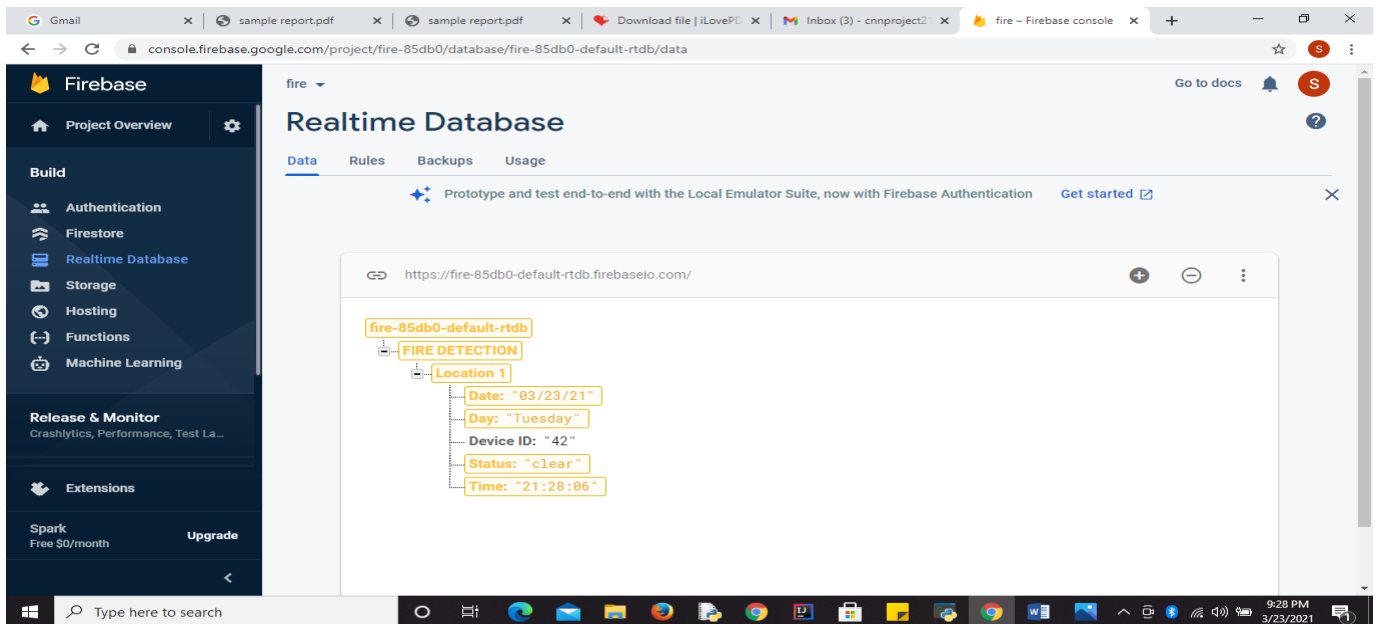 Gmail
sample report.pdf
sample report.pdf
Download file | iLovePD
Inbox (3) - cnnproject21
fire – Firebase console
console.firebase.google.com/project/fire-85db0/database/fire-85db0-default-rtdb/data
S
Firebase
fire
Go to docs
S
Project Overview
Realtime Database
Data Rules Backups Usage
Build
Prototype and test end-to-end with the Local Emulator Suite, now with Firebase Authentication Get started
Authentication
Firestore
Realtime Database
Storage
Hosting
Functions
Machine Learning
https://fire-85db0-default-rtdb.firebaseio.com/
fire-85db0-default-rtdb
FIRE DETECTION
Location 1
Date: "03/23/21"
Day: "Tuesday"
Device ID: "42"
Status: "clear"
Time: "21:28:06"
Release & Monitor
Crashlytics, Performance, Test La...
Extensions
Spark
Free $0/month
Upgrade
Type here to search
9:28 PM
3/23/2021